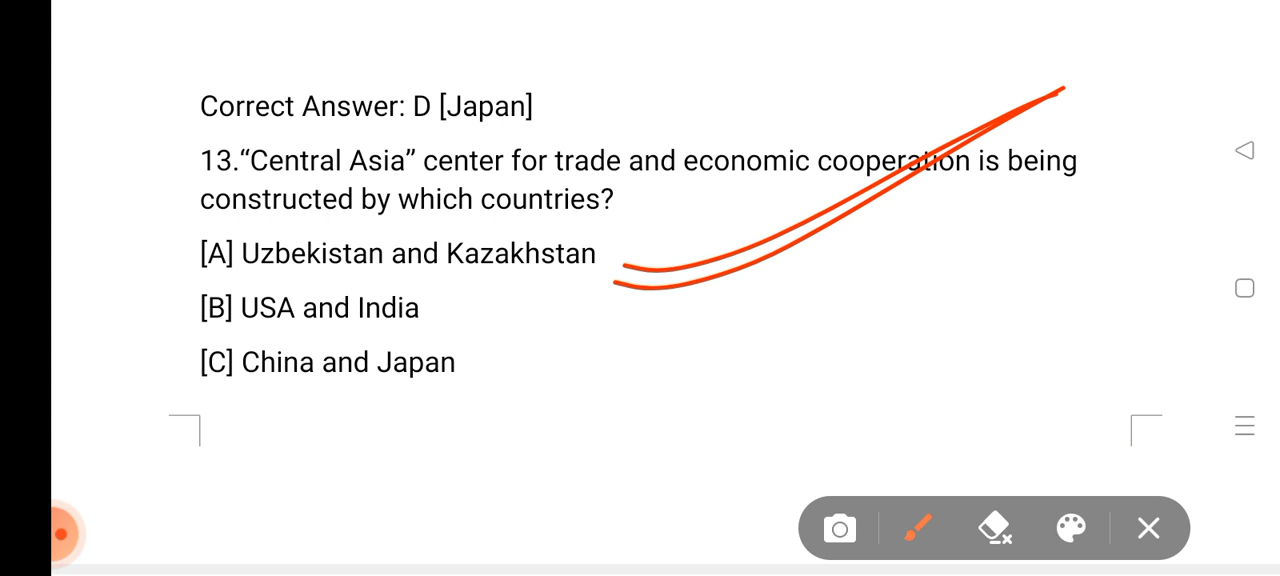 Correct Answer: D [Japan]
13.“Central Asia” center for trade and economic cooperation is being
constructed by which countries?
[A] Uzbekistan and Kazakhstan
[B] USA and India
[C] China and Japan